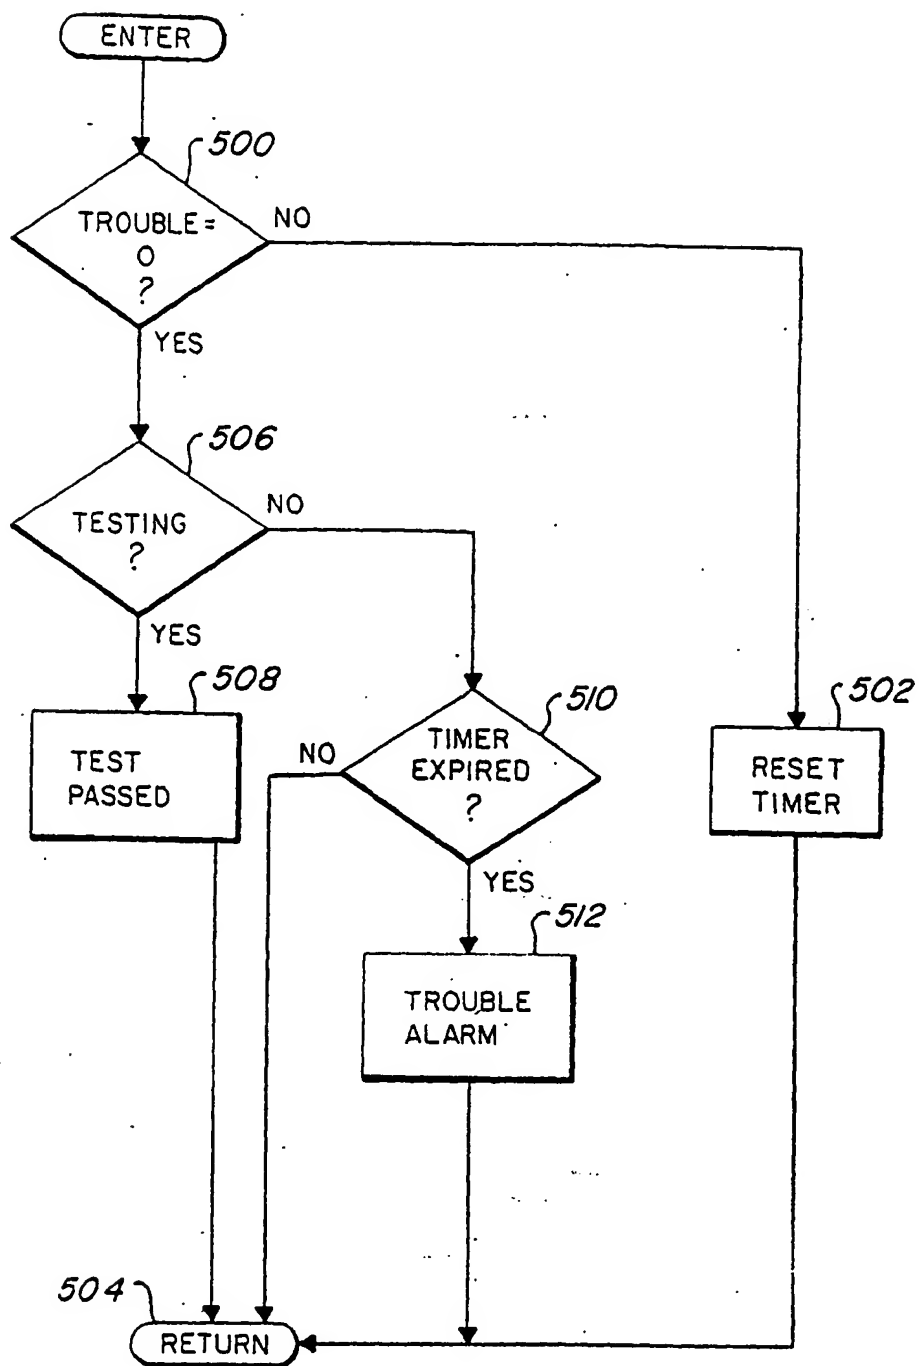 ENTER
500
TROUBLE =
0
?
NO
YES
506
TESTING
?
NO
YES
508
TEST
PASSED
510
TIMER
EXPIRED
?
NO
YES
502
RESET
TIMER
512
TROUBLE
ALARM
504
RETURN